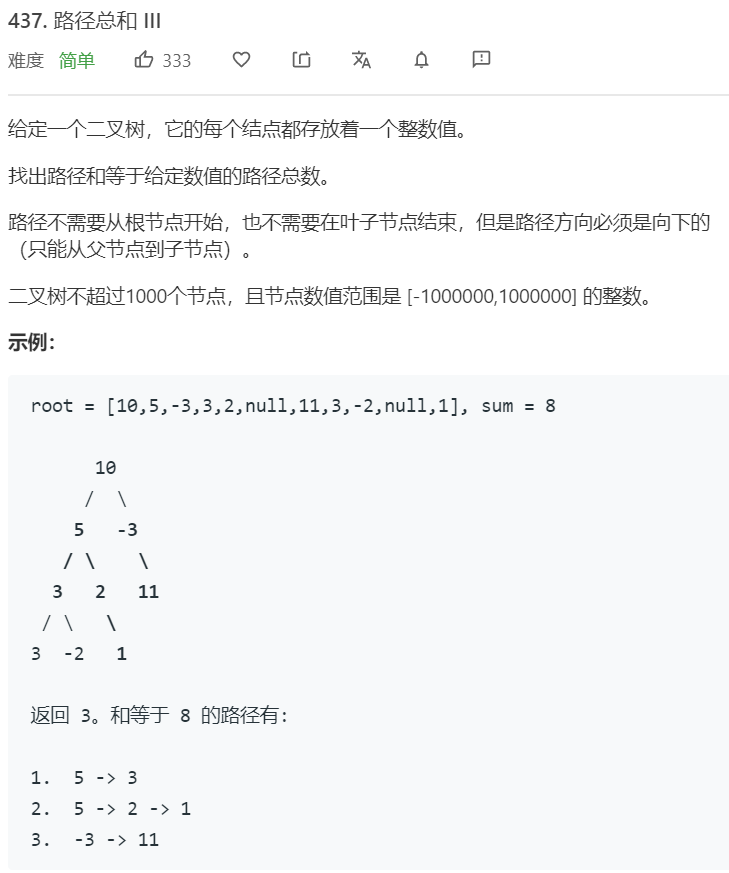 437. 路径总和 III
难度 简单 333
给定一个二叉树，它的每个结点都存放着一个整数值。
找出路径和等于给定数值的路径总数。
路径不需要从根节点开始，也不需要在叶子节点结束，但是路径方向必须是向下的
（只能从父节点到子节点）。
二叉树不超过1000个节点，且节点数值范围是 [-1000000,1000000] 的整数。
示例：
root = [10,5,-3,3,2,null,11,3,-2,null,1], sum = 8
      10
     /  \
    5   -3
   / \    \
  3   2   11
 / \   \
3  -2   1
返回 3。和等于 8 的路径有:
1.  5 -> 3
2.  5 -> 2 -> 1
3.  -3 -> 11